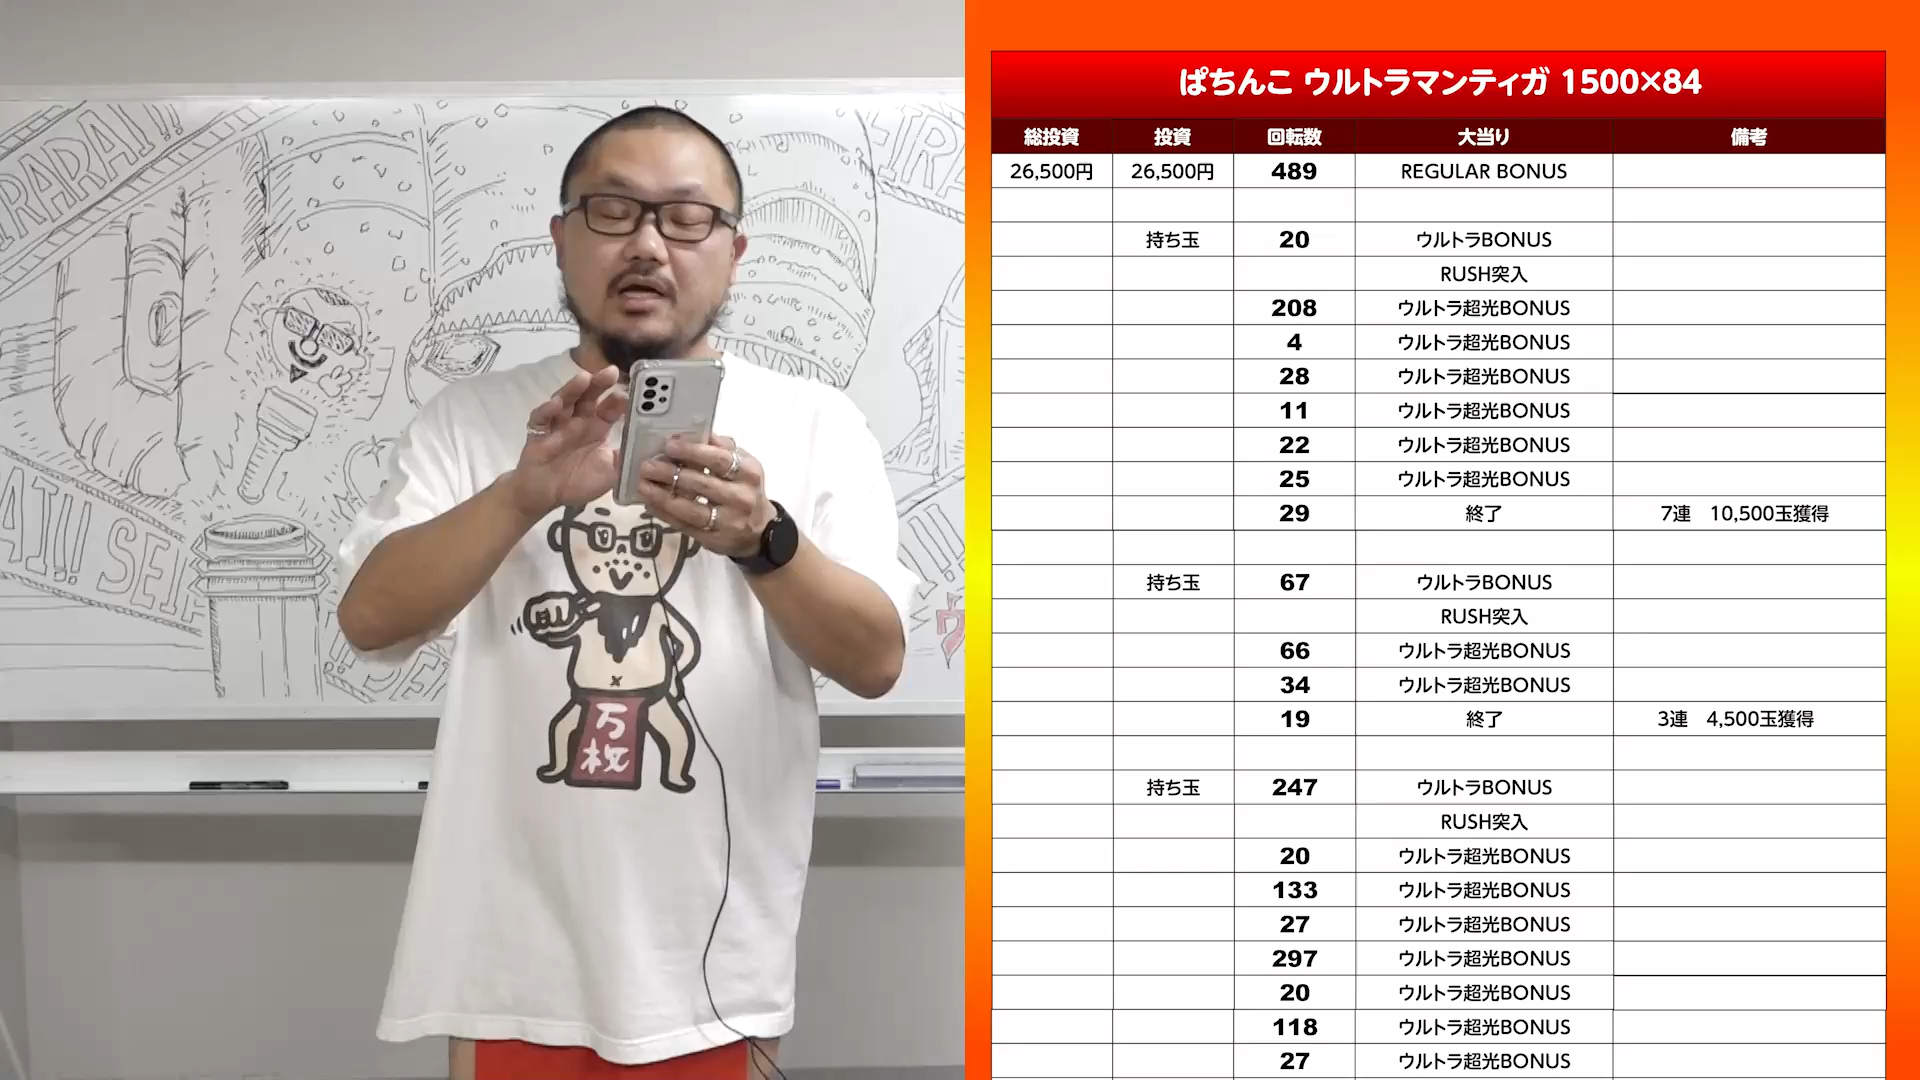 IRARAI!!
EIRA
AI!! SEI
万
枚
ぱちんこ ウルトラマンティガ 1500×84
総投資 投資 回転数 大当り 備考
26,500円 26,500円 489 REGULAR BONUS
持ち玉 20 ウルトラBONUS
RUSH突入
208 ウルトラ超光BONUS
4 ウルトラ超光BONUS
28 ウルトラ超光BONUS
11 ウルトラ超光BONUS
22 ウルトラ超光BONUS
25 ウルトラ超光BONUS
29 終了 7連 10,500玉獲得
持ち玉 67 ウルトラBONUS
RUSH突入
66 ウルトラ超光BONUS
34 ウルトラ超光BONUS
19 終了 3連 4,500玉獲得
持ち玉 247 ウルトラBONUS
RUSH突入
20 ウルトラ超光BONUS
133 ウルトラ超光BONUS
27 ウルトラ超光BONUS
297 ウルトラ超光BONUS
20 ウルトラ超光BONUS
118 ウルトラ超光BONUS
27 ウルトラ超光BONUS